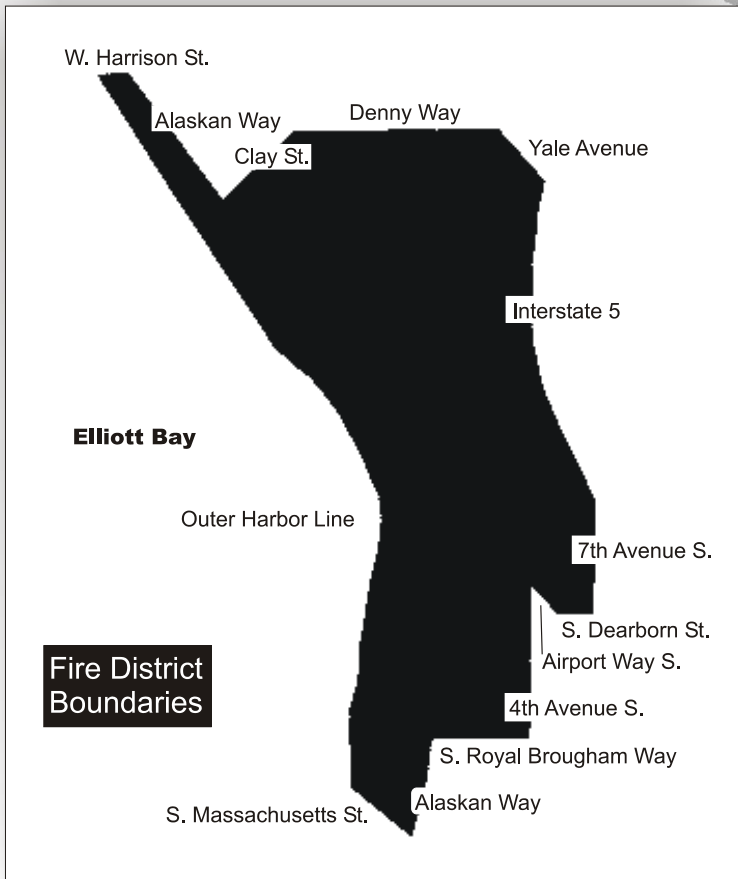 W. Harrison St.
Alaskan Way
Denny Way
Clay St.
Yale Avenue
Interstate 5
Elliott Bay
Outer Harbor Line
7th Avenue S.
S. Dearborn St.
Airport Way S.
Fire District
Boundaries
4th Avenue S.
S. Royal Brougham Way
Alaskan Way
S. Massachusetts St.